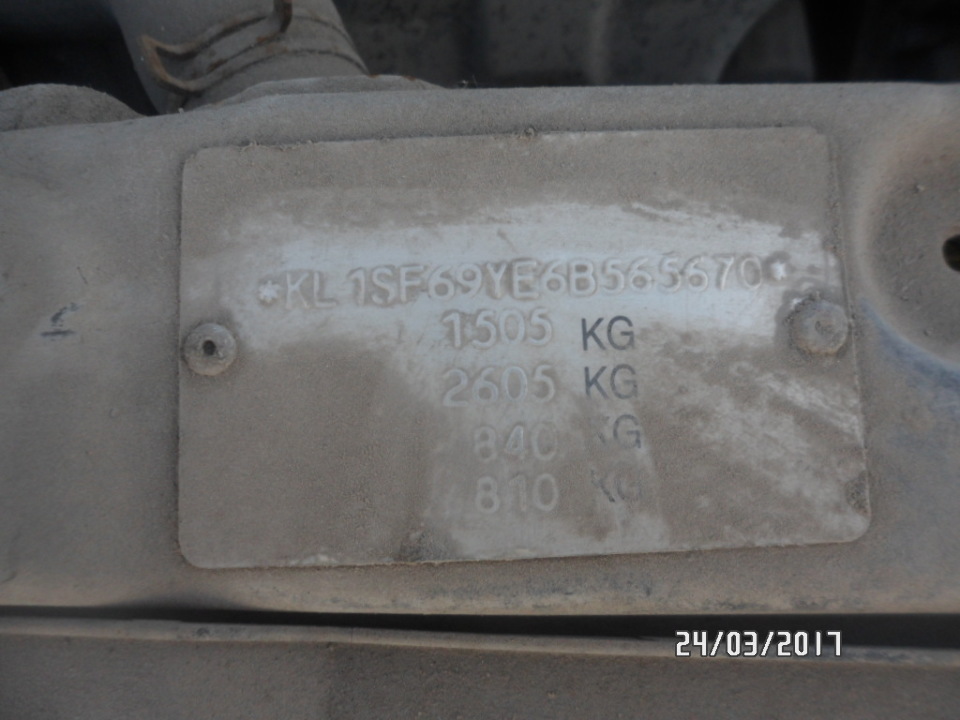 *KL1SF69YE6B565670*
1505 KG
2605 KG
840 KG
810 KG
24/03/2017